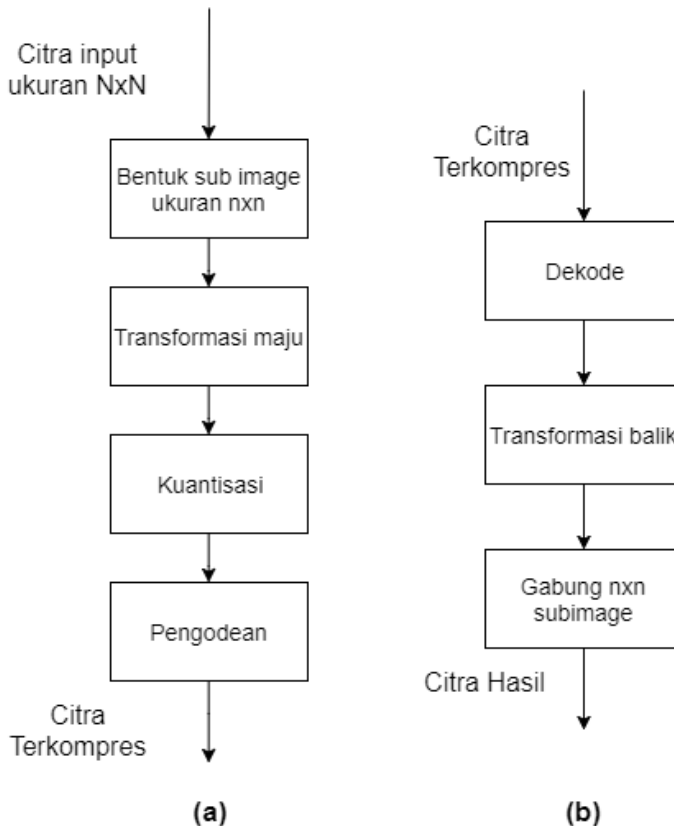 Citra input
ukuran NxN
Bentuk sub image
ukuran nxn
Transformasi maju
Kuantisasi
Pengodean
Citra
Terkompres
(a)
Citra
Terkompres
Dekode
Transformasi balik
Gabung nxn
subimage
Citra Hasil
(b)